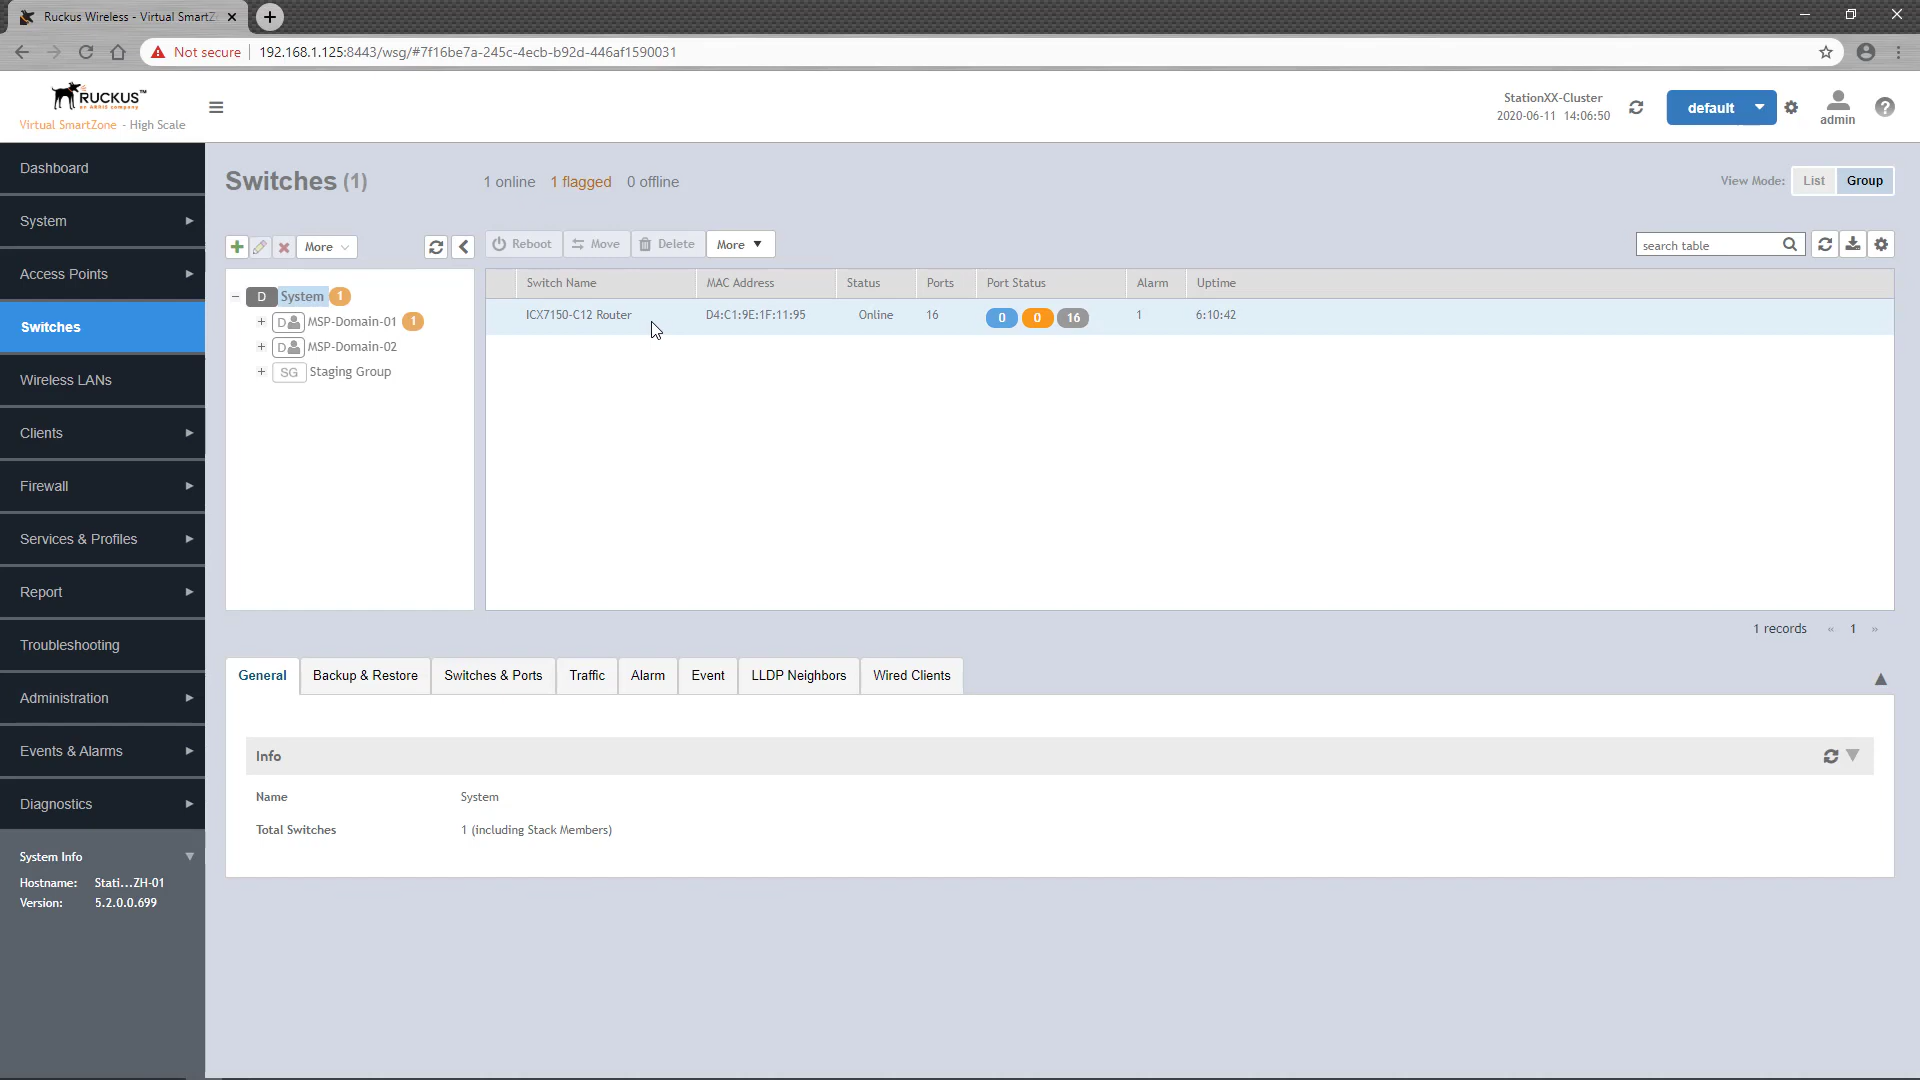 Ruckus Wireless - Virtual SmartZ
Not secure
192.168.1.125:8443/wsg/#7f16be7a-245c-4ecb-b92d-446af1590031
RUCKUS™
Virtual SmartZone - High Scale
StationXX-Cluster
2020-06-11 14:06:50
default
admin
Dashboard
System
Access Points
Switches
Wireless LANs
Clients
Firewall
Services & Profiles
Report
Troubleshooting
Administration
Events & Alarms
Diagnostics
System Info
Hostname: Stati...ZH-01
Version: 5.2.0.0.699
Switches (1)
1 online 1 flagged 0 offline
View Mode: List Group
More
Reboot Move Delete More
search table
D System 1
D MSP-Domain-01 1
D MSP-Domain-02
SG Staging Group
Switch Name MAC Address Status Ports Port Status Alarm Uptime
ICX7150-C12 Router D4:C1:9E:1F:11:95 Online 16 0 0 16 1 6:10:42
1 records « 1 »
General Backup & Restore Switches & Ports Traffic Alarm Event LLDP Neighbors Wired Clients
Info
Name System
Total Switches 1 (including Stack Members)